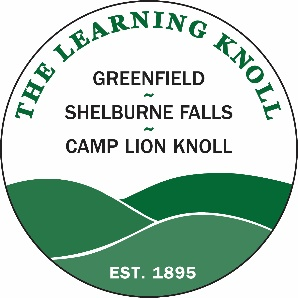 THE LEARNING KNOLL
GREENFIELD
~
SHELBURNE FALLS
~
CAMP LION KNOLL
EST. 1895